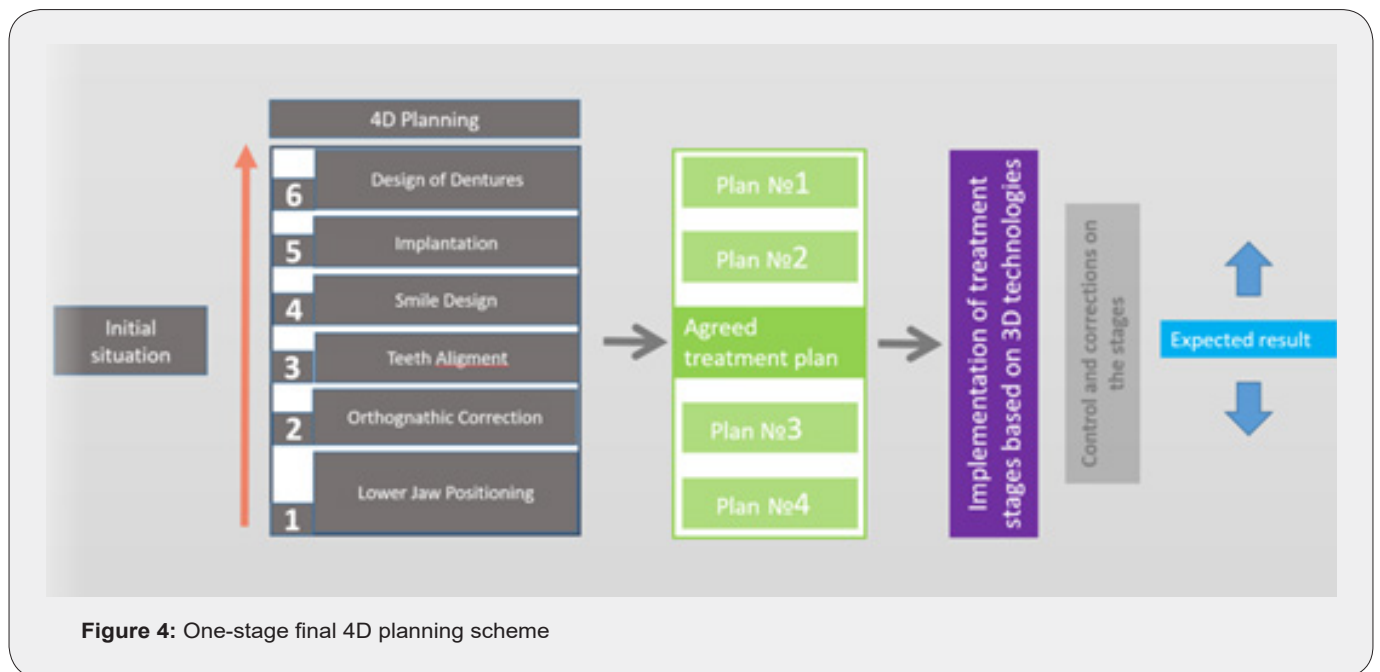 Initial
situation
4D Planning
6
Design of Dentures
5
Implantation
4
Smile Design
3
Teeth Aligment
2
Orthognathic Correction
1
Lower Jaw Positioning
Plan №1
Plan №2
Agreed
treatment plan
Plan №3
Plan №4
Implementation of treatment
stages based on 3D technologies
Control and corrections on
the stages
Expected result
Figure 4: One-stage final 4D planning scheme